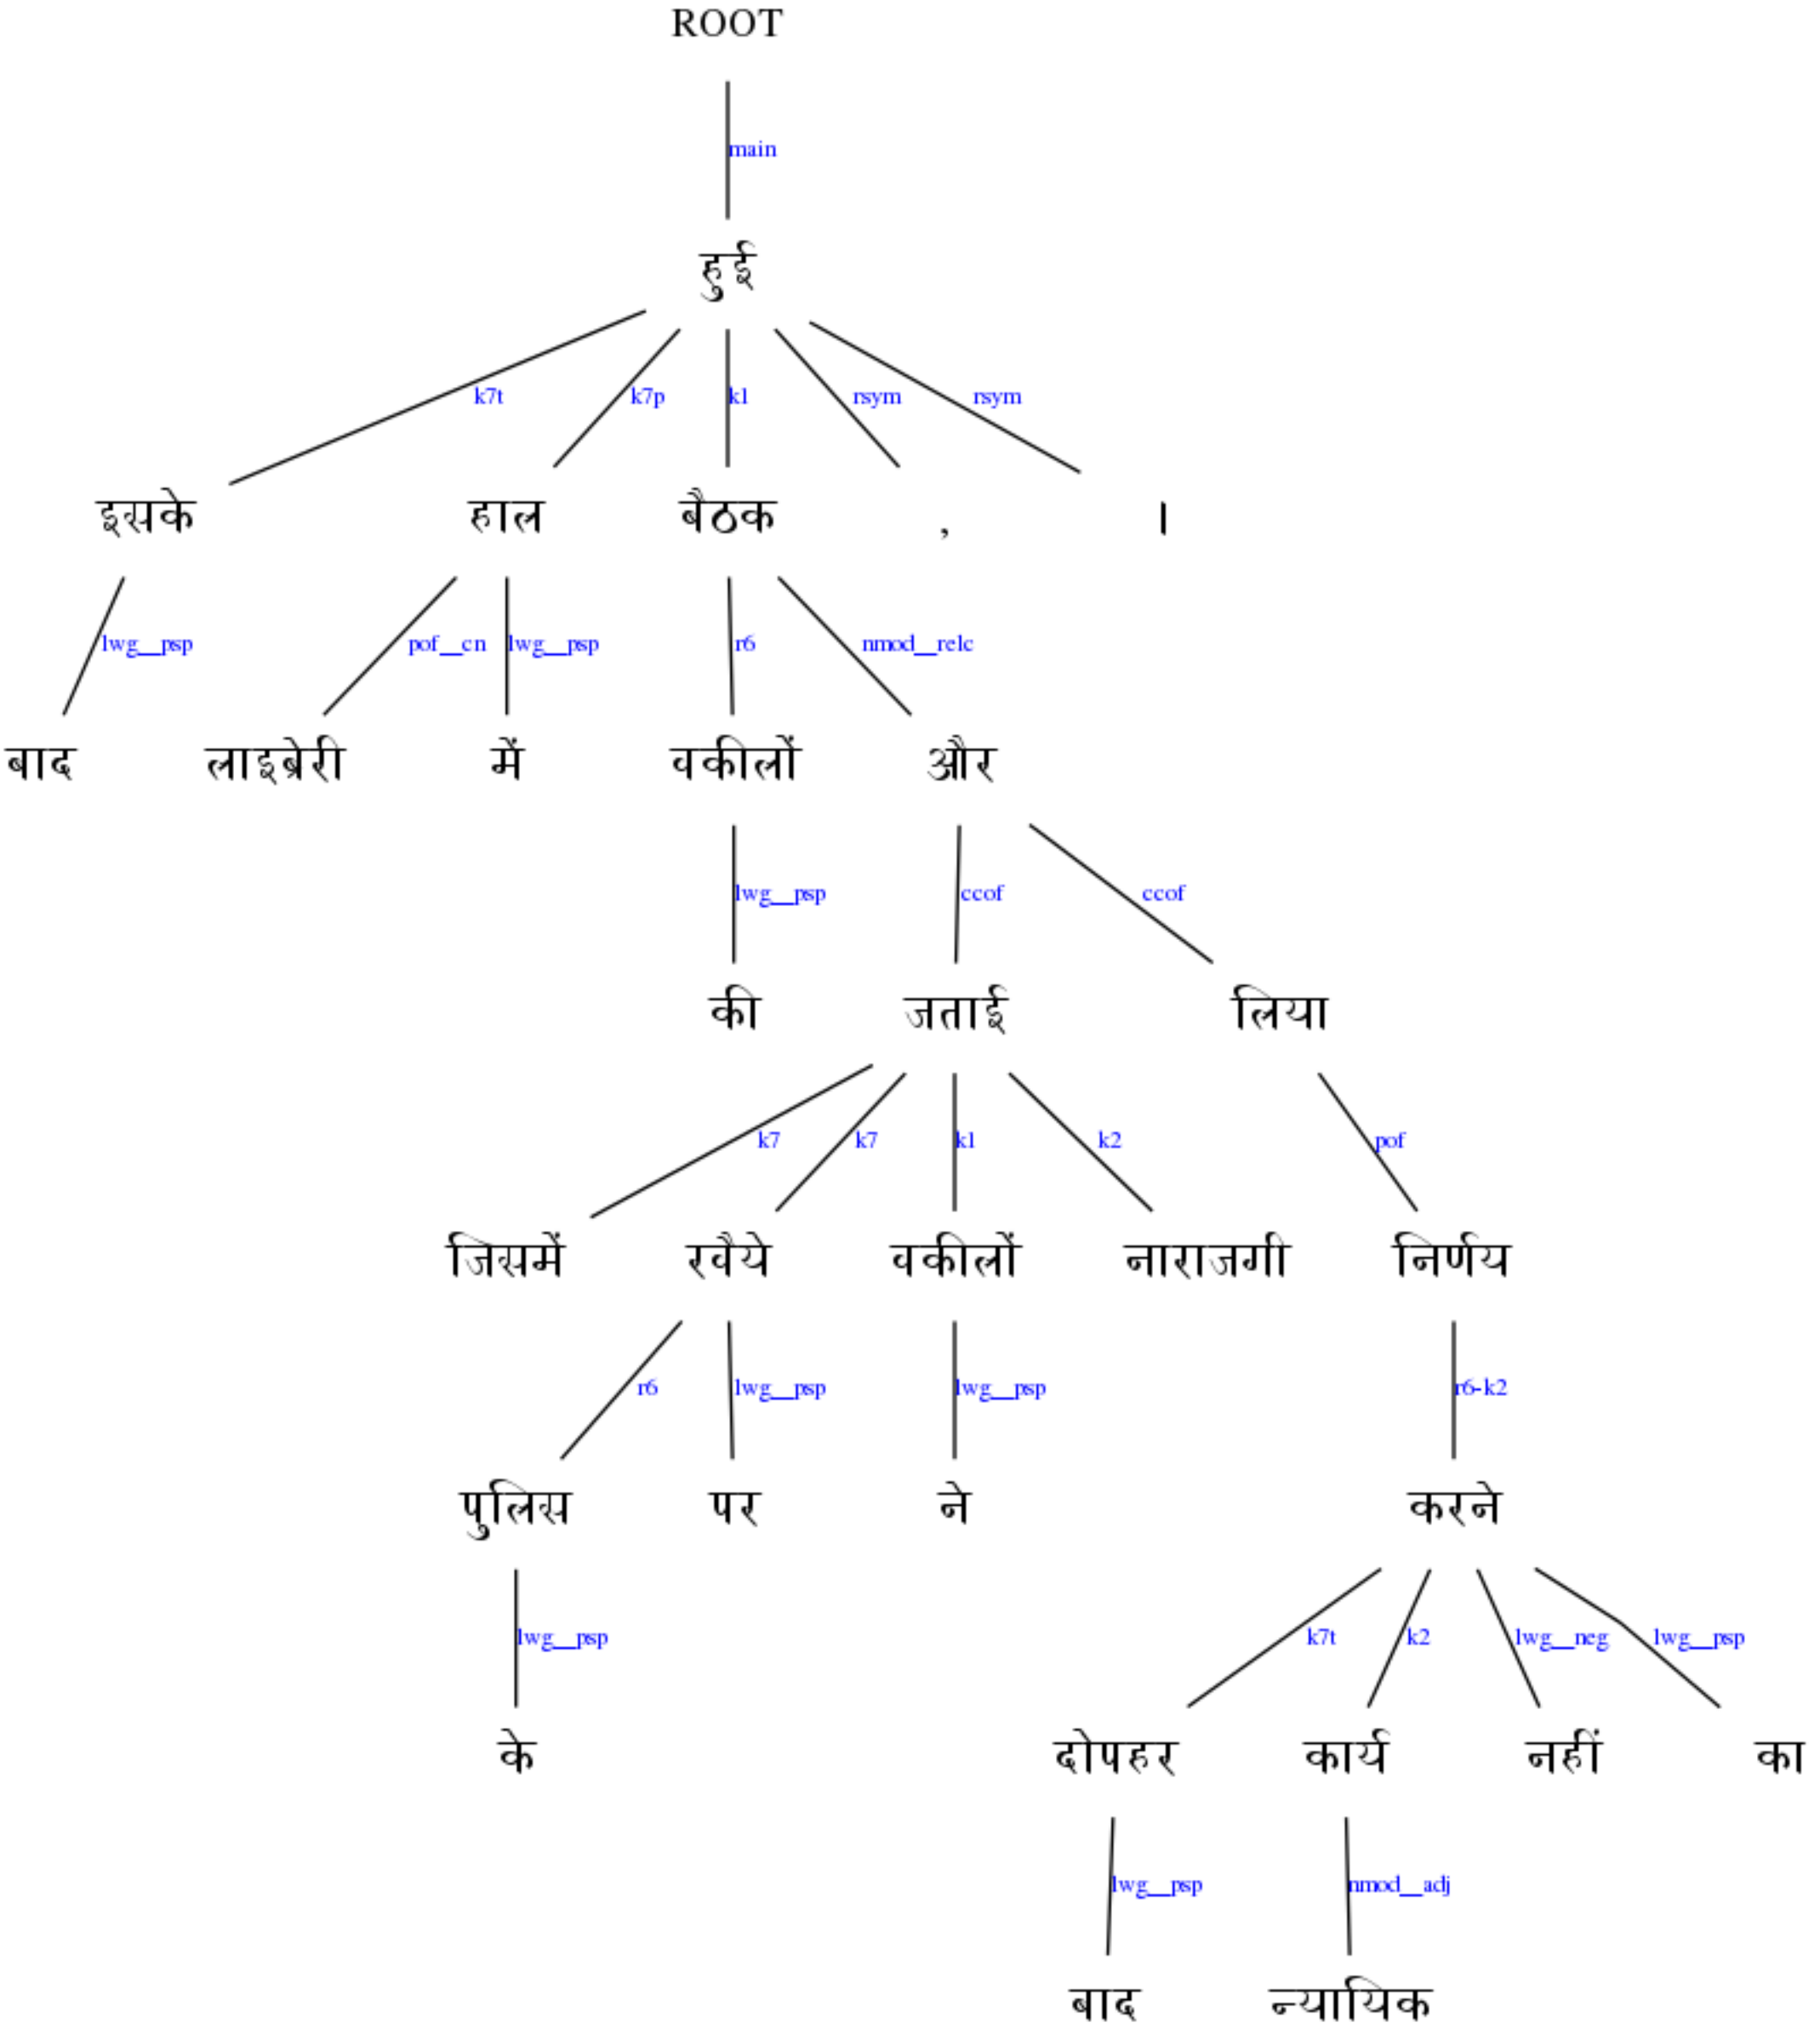 ROOT
main
हुई
k7t k7p k1 rsym rsym
इसके हाल बैठक , ।
lwg__psp pof__cn lwg__psp r6 nmod__relc
बाद लाइब्रेरी में वकीलों और
lwg__psp ccof ccof
की जताई लिया
k7 k7 k1 k2 pof
जिसमें रवैये वकीलों नाराजगी निर्णय
r6 lwg__psp lwg__psp r6-k2
पुलिस पर ने करने
lwg__psp k7t k2 lwg__neg lwg__psp
के दोपहर कार्य नहीं का
lwg__psp nmod__adj
बाद न्यायिक